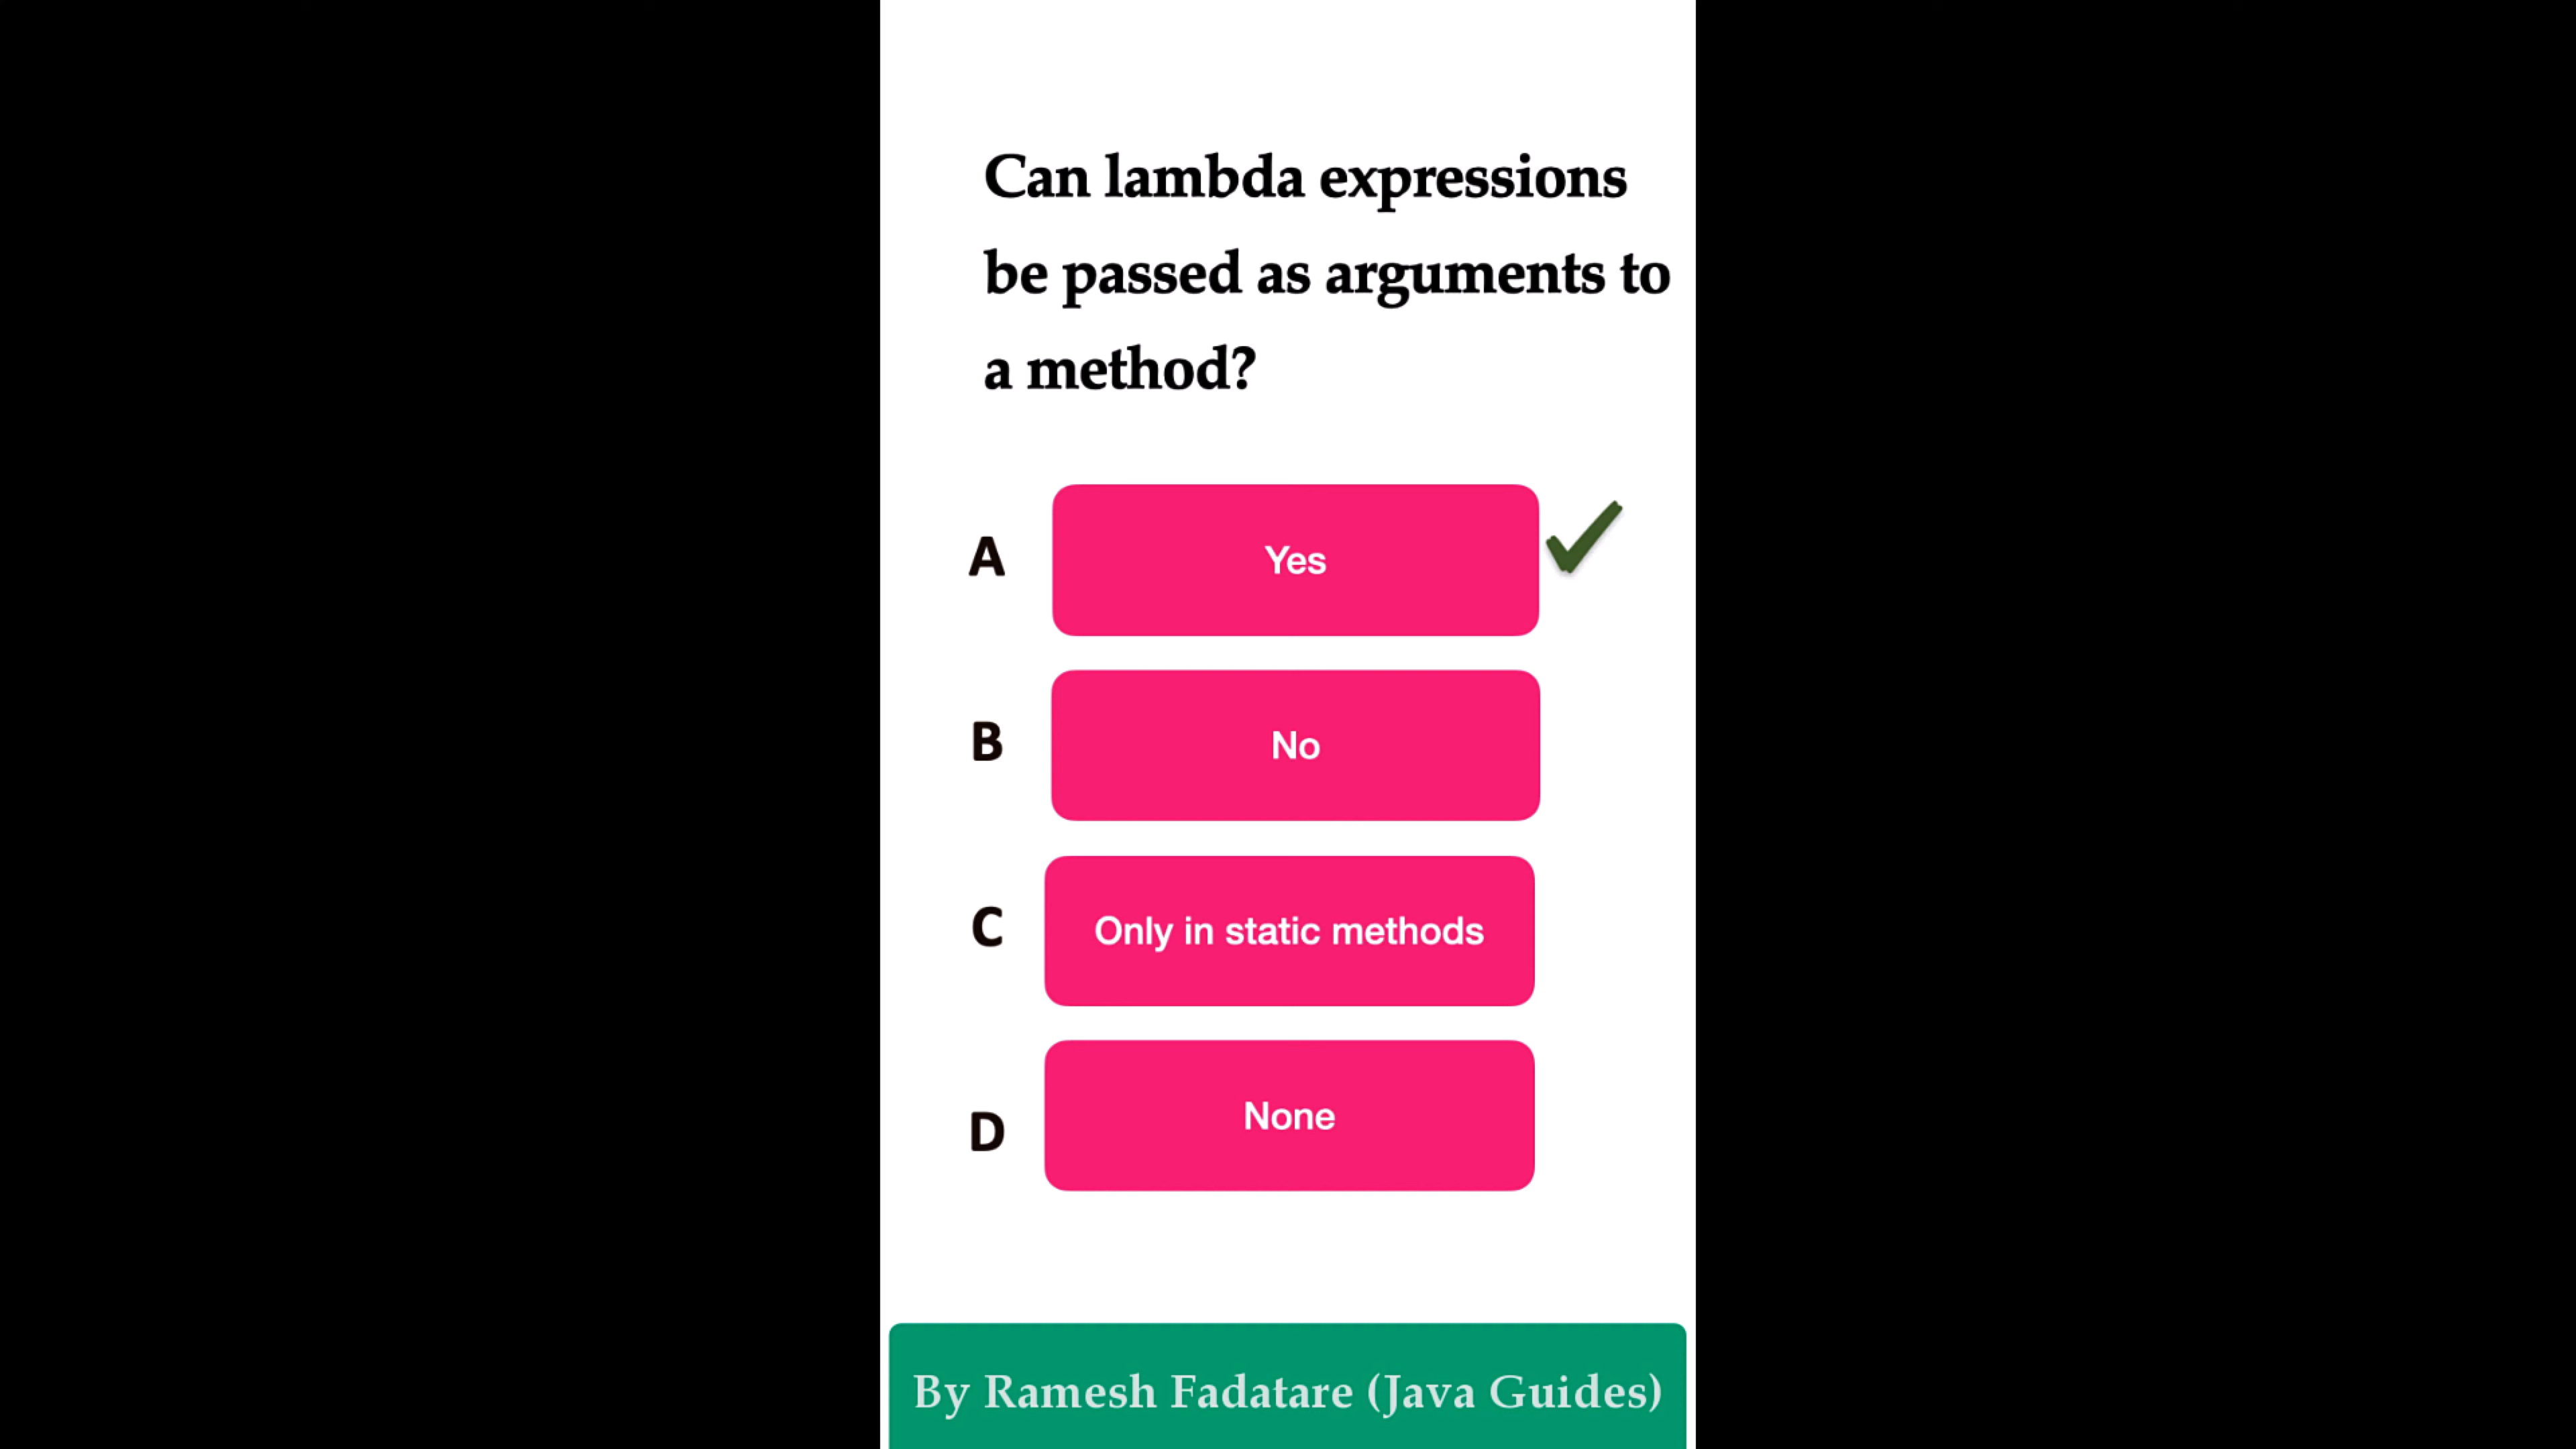 Can lambda expressions
be passed as arguments to
a method?
A
Yes
B
No
C
Only in static methods
D
None
By Ramesh Fadatare (Java Guides)